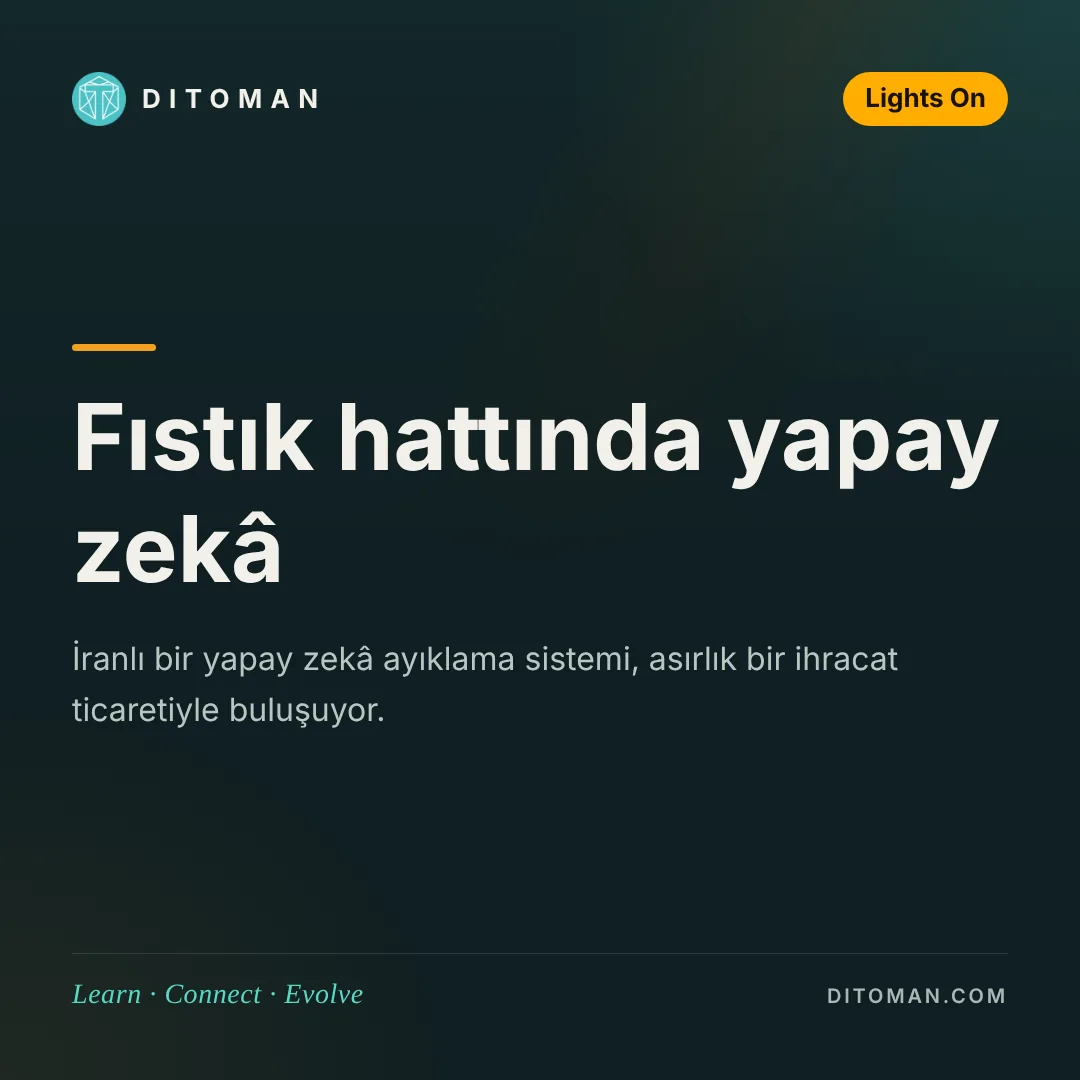 DITOMAN
Lights On
Fıstık hattında yapay
zekâ
İranlı bir yapay zekâ ayıklama sistemi, asırlık bir ihracat
ticaretiyle buluşuyor.
Learn · Connect · Evolve
DITOMAN.COM